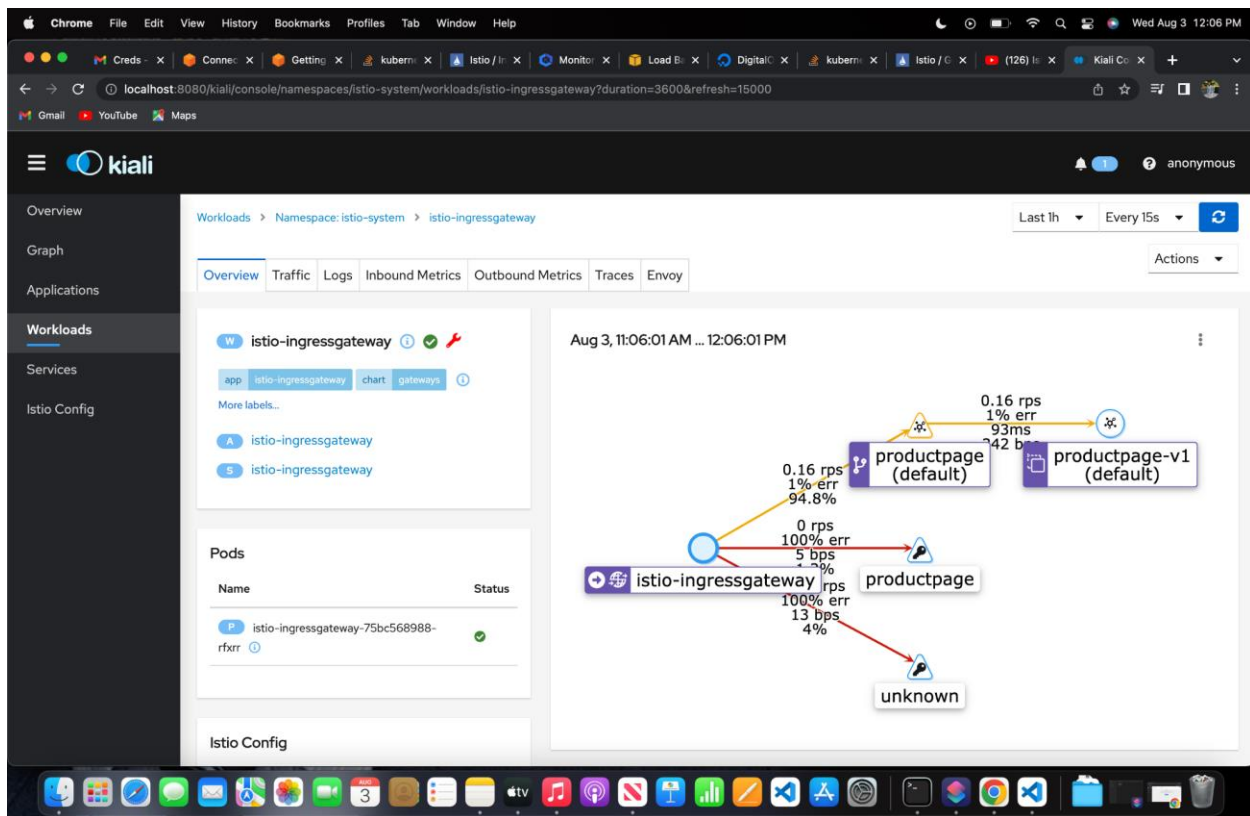 Chrome File Edit View History Bookmarks Profiles Tab Window Help
Wed Aug 3 12:06 PM
Creds - Connec Getting kuberne Istio / In Monitor Load Ba DigitalO kuberne Istio / G (126) Is Kiali Co
localhost:8080/kiali/console/namespaces/istio-system/workloads/istio-ingressgateway?duration=3600&refresh=15000
Gmail YouTube Maps
kiali
1 anonymous
Overview
Graph
Applications
Workloads
Services
Istio Config
Workloads > Namespace: istio-system > istio-ingressgateway
Last 1h Every 15s
Actions
Overview Traffic Logs Inbound Metrics Outbound Metrics Traces Envoy
W istio-ingressgateway
app istio-ingressgateway chart gateways
More labels...
A istio-ingressgateway
S istio-ingressgateway
Pods
Name Status
P istio-ingressgateway-75bc568988-
rfxrr
Istio Config
Aug 3, 11:06:01 AM ... 12:06:01 PM
0.16 rps
1% err
93ms
productpage
(default)
productpage-v1
(default)
0.16 rps
1% err
94.8%
0 rps
100% err
5 bps
productpage
istio-ingressgateway
rps
100% err
13 bps
4%
unknown
AUG
3
tv